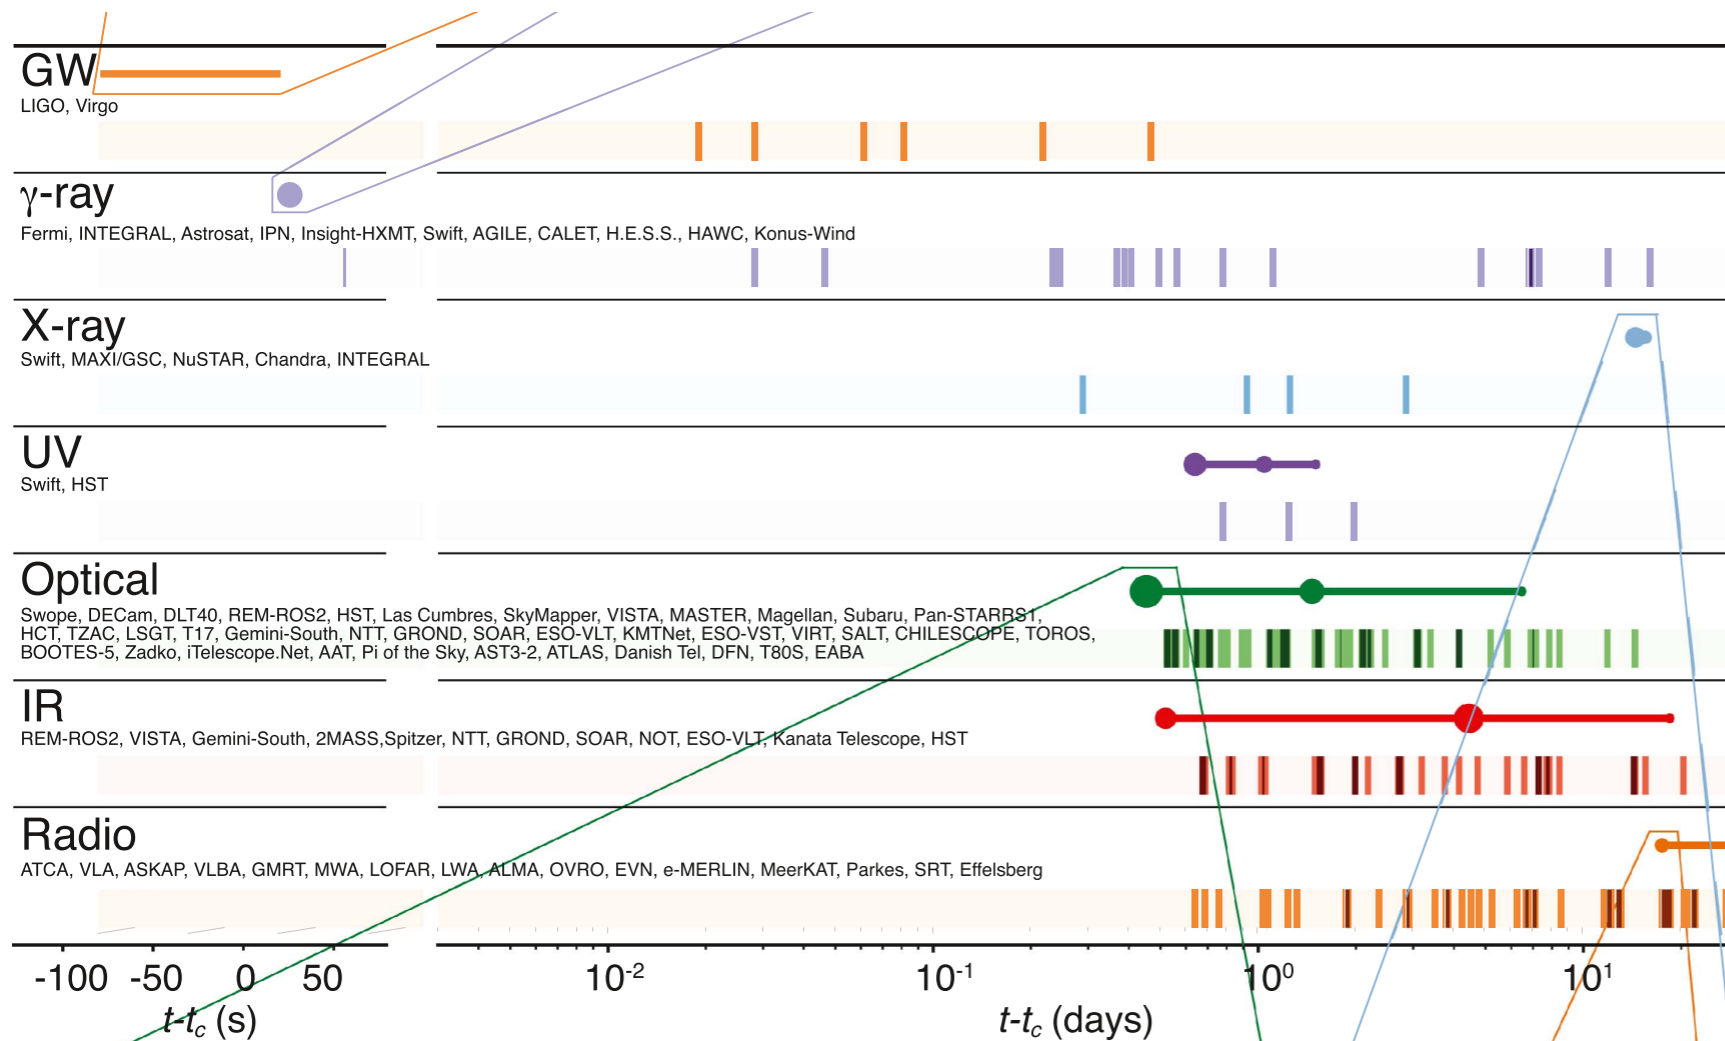 GW
LIGO, Virgo
γ-ray
Fermi, INTEGRAL, Astrosat, IPN, Insight-HXMT, Swift, AGILE, CALET, H.E.S.S., HAWC, Konus-Wind
X-ray
Swift, MAXI/GSC, NuSTAR, Chandra, INTEGRAL
UV
Swift, HST
Optical
Swope, DECam, DLT40, REM-ROS2, HST, Las Cumbres, SkyMapper, VISTA, MASTER, Magellan, Subaru, Pan-STARRS1,
HCT, TZAC, LSGT, T17, Gemini-South, NTT, GROND, SOAR, ESO-VLT, KMTNet, ESO-VST, VIRT, SALT, CHILESCOPE, TOROS,
BOOTES-5, Zadko, iTelescope.Net, AAT, Pi of the Sky, AST3-2, ATLAS, Danish Tel, DFN, T80S, EABA
IR
REM-ROS2, VISTA, Gemini-South, 2MASS,Spitzer, NTT, GROND, SOAR, NOT, ESO-VLT, Kanata Telescope, HST
Radio
ATCA, VLA, ASKAP, VLBA, GMRT, MWA, LOFAR, LWA, ALMA, OVRO, EVN, e-MERLIN, MeerKAT, Parkes, SRT, Effelsberg
-100 -50 0 50 10^-2 10^-1 10^0 10^1
t-t_c (s) t-t_c (days)